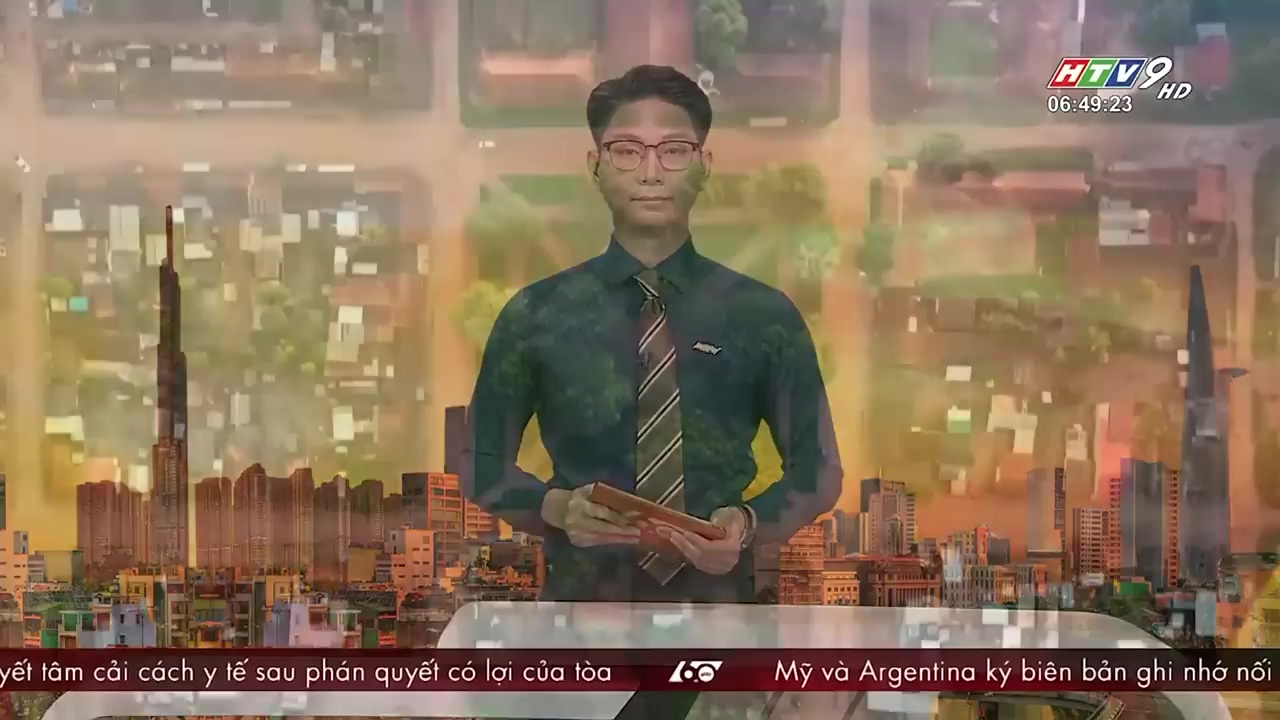 HTV9
HD
06:49:23
yết tâm cải cách y tế sau phán quyết có lợi của tòa
60
Mỹ và Argentina ký biên bản ghi nhớ nối